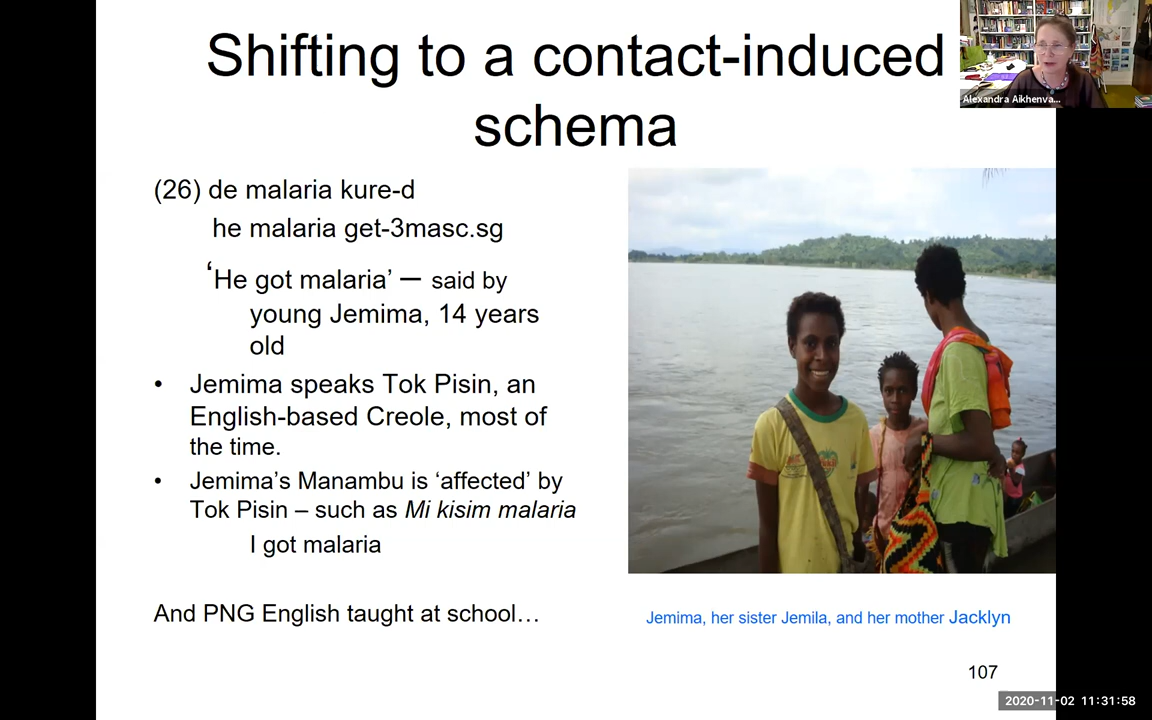 Shifting to a contact-induced
schema
Alexandra Aikhenva...
(26) de malaria kure-d
he malaria get-3masc.sg
‘He got malaria’ – said by
young Jemima, 14 years
old
• Jemima speaks Tok Pisin, an
English-based Creole, most of
the time.
• Jemima’s Manambu is ‘affected’ by
Tok Pisin – such as Mi kisim malaria
I got malaria
And PNG English taught at school…
Jemima, her sister Jemila, and her mother Jacklyn
107
2020-11-02 11:31:58